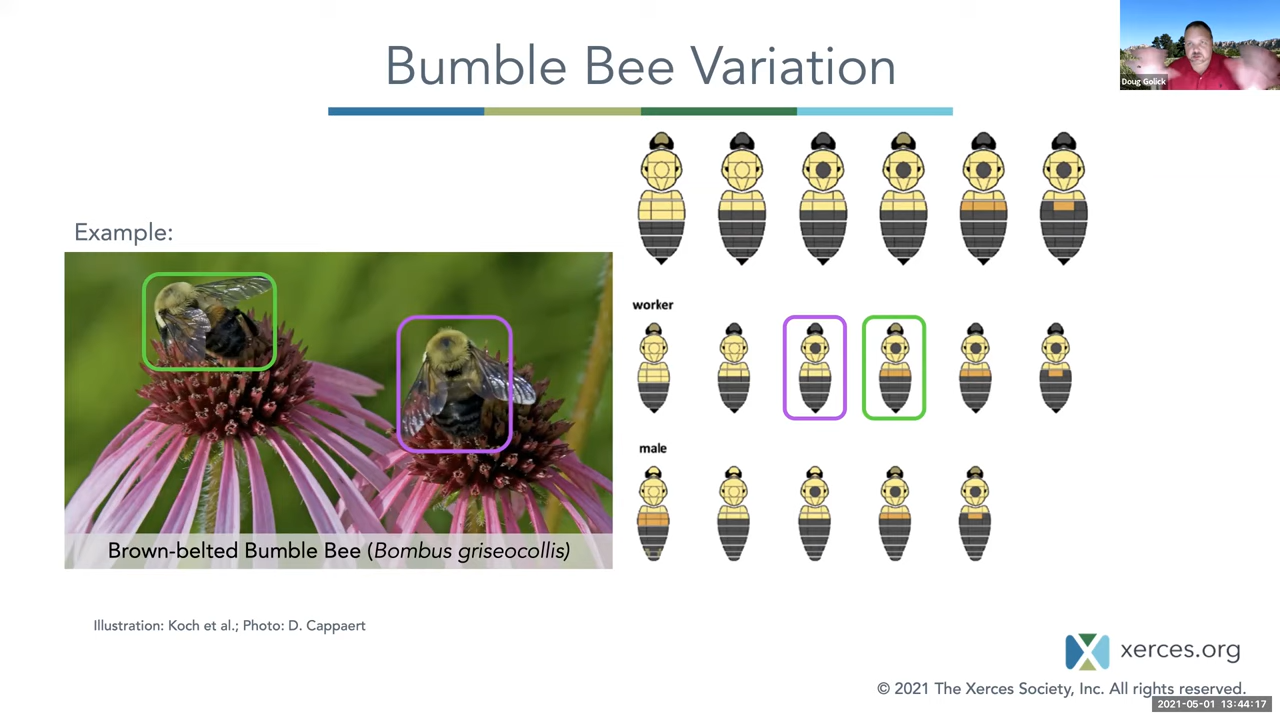 Bumble Bee Variation
Doug Golick
Example:
worker
male
Brown-belted Bumble Bee (Bombus griseocollis)
Illustration: Koch et al.; Photo: D. Cappaert
xerces.org
© 2021 The Xerces Society, Inc. All rights reserved.
2021-05-01 13:44:17